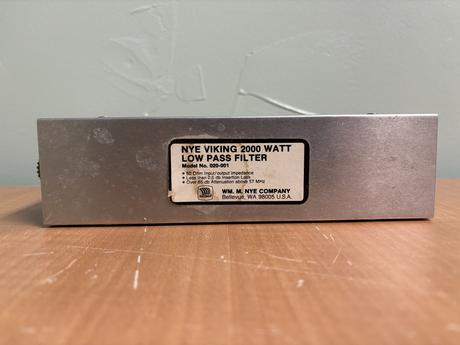 NYE VIKING 2000 WATT
LOW PASS FILTER
Model No. 020-001
• 50 Ohm Input/output impedance
• Less than 0.5 db Insertion Loss
• Over 65 db Attenuation above 57 MHz
WM. M. NYE COMPANY
Bellevue, WA 98005 U.S.A.